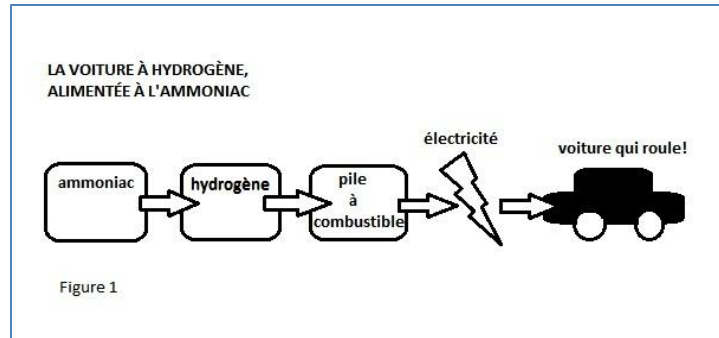 LA VOITURE À HYDROGÈNE,
ALIMENTÉE À L'AMMONIAC
électricité
voiture qui roule!
ammoniac
hydrogène
pile
à
combustible
Figure 1